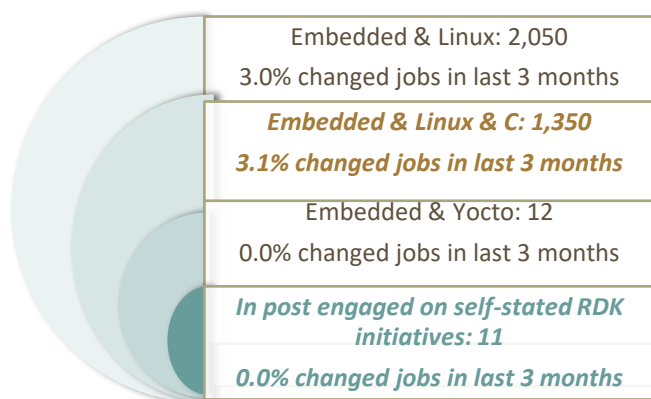 Embedded & Linux: 2,050
3.0% changed jobs in last 3 months
Embedded & Linux & C: 1,350
3.1% changed jobs in last 3 months
Embedded & Yocto: 12
0.0% changed jobs in last 3 months
In post engaged on self-stated RDK
initiatives: 11
0.0% changed jobs in last 3 months